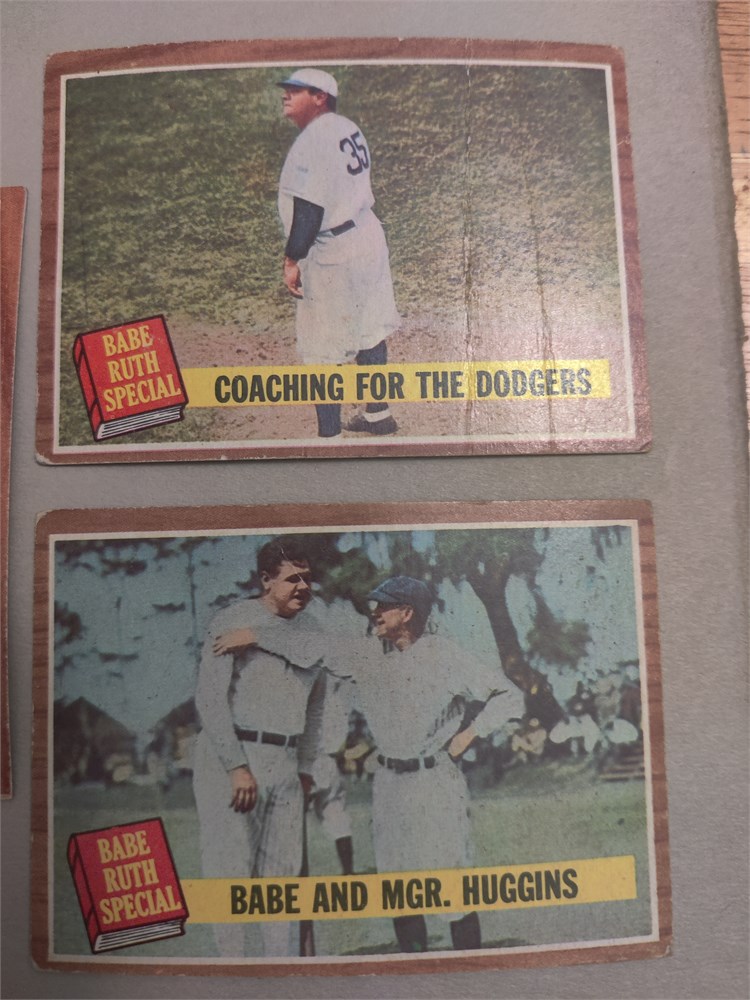 35
BABE
RUTH
SPECIAL
COACHING FOR THE DODGERS
BABE
RUTH
SPECIAL
BABE AND MGR. HUGGINS